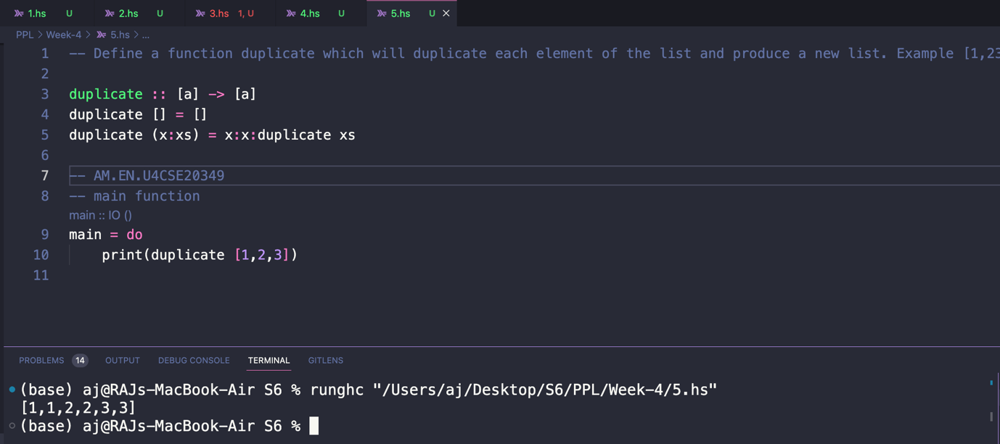 1.hs U 2.hs U 3.hs 1, U 4.hs U 5.hs U
PPL > Week-4 > 5.hs > ...
1 -- Define a function duplicate which will duplicate each element of the list and produce a new list. Example [1,23
2
3 duplicate :: [a] -> [a]
4 duplicate [] = []
5 duplicate (x:xs) = x:x:duplicate xs
6
7 -- AM.EN.U4CSE20349
8 -- main function
main :: IO ()
9 main = do
10 print(duplicate [1,2,3])
11
PROBLEMS 14 OUTPUT DEBUG CONSOLE TERMINAL GITLENS
(base) aj@RAJs-MacBook-Air S6 % runghc "/Users/aj/Desktop/S6/PPL/Week-4/5.hs"
[1,1,2,2,3,3]
(base) aj@RAJs-MacBook-Air S6 %